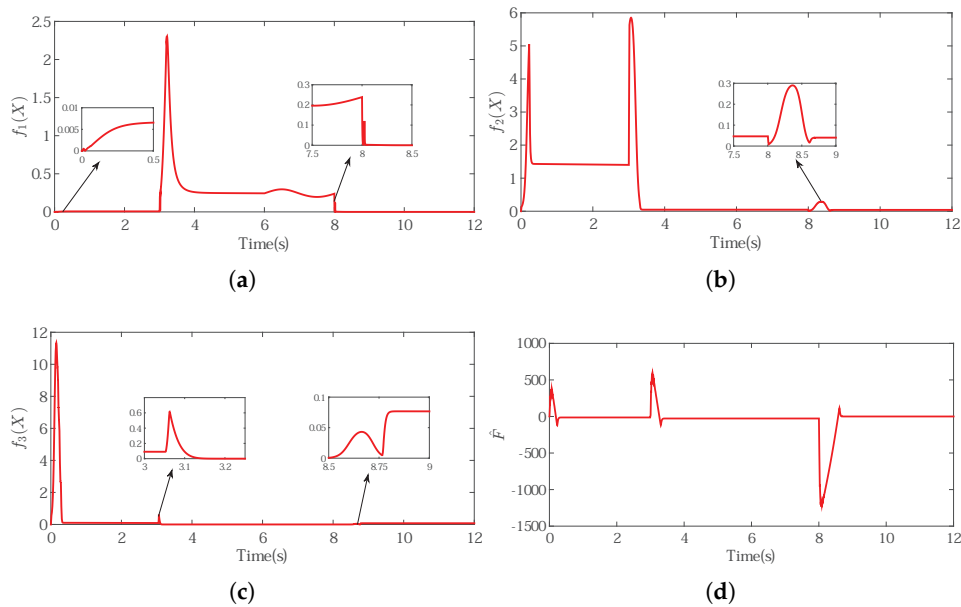 2.5
2
1.5
1
0.5
0
f₁(X)
0.01
0.005
0
0 0.5
0.3
0.2
0.1
0
7.5 8 8.5
0 2 4 6 8 10 12
Time(s)
(a)
6
5
4
3
2
1
0
f₂(X)
0.3
0.2
0.1
0
7.5 8 8.5 9
0 2 4 6 8 10 12
Time(s)
(b)
12
10
8
6
4
2
0
f₃(X)
0.6
0.4
0.2
0
3 3.1 3.2
0.1
0.05
0
8.5 8.75 9
0 2 4 6 8 10 12
Time(s)
(c)
1000
500
0
-500
-1000
-1500
F̂
0 2 4 6 8 10 12
Time(s)
(d)